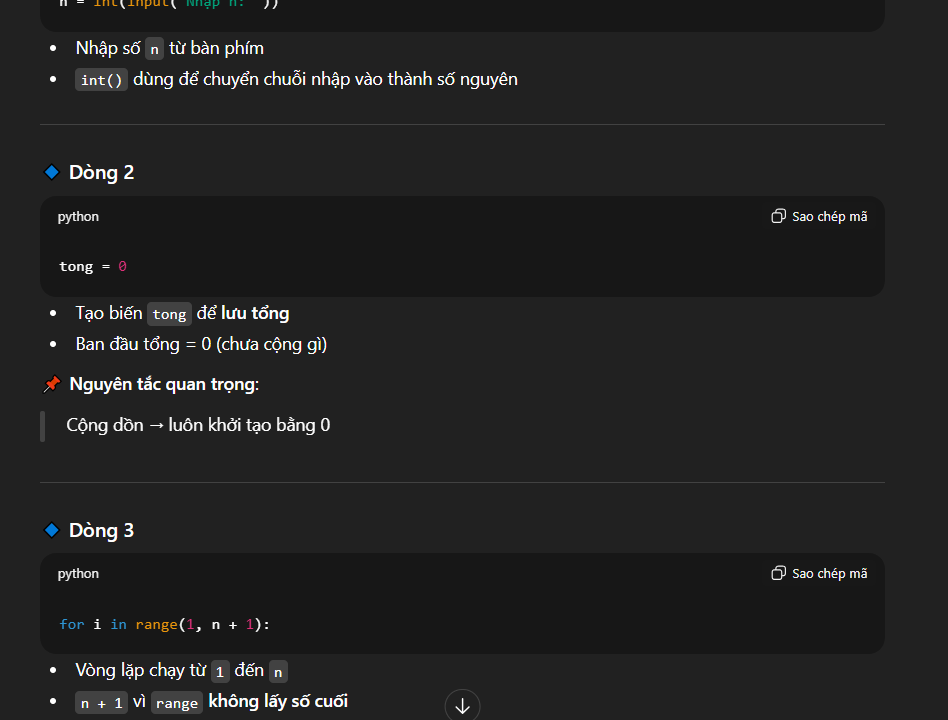 n = int(input("Nhập n: "))
• Nhập số n từ bàn phím
• int() dùng để chuyển chuỗi nhập vào thành số nguyên
Dòng 2
python Sao chép mã
tong = 0
• Tạo biến tong để lưu tổng
• Ban đầu tổng = 0 (chưa cộng gì)
Nguyên tắc quan trọng:
Cộng dồn → luôn khởi tạo bằng 0
Dòng 3
python Sao chép mã
for i in range(1, n + 1):
• Vòng lặp chạy từ 1 đến n
• n + 1 vì range không lấy số cuối